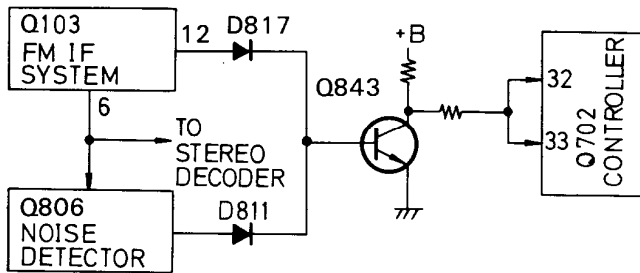 Q103
FM IF
SYSTEM
12
D817
6
TO
STEREO
DECODER
Q806
NOISE
DETECTOR
D811
Q843
+B
32
33
Q702
CONTROLLER